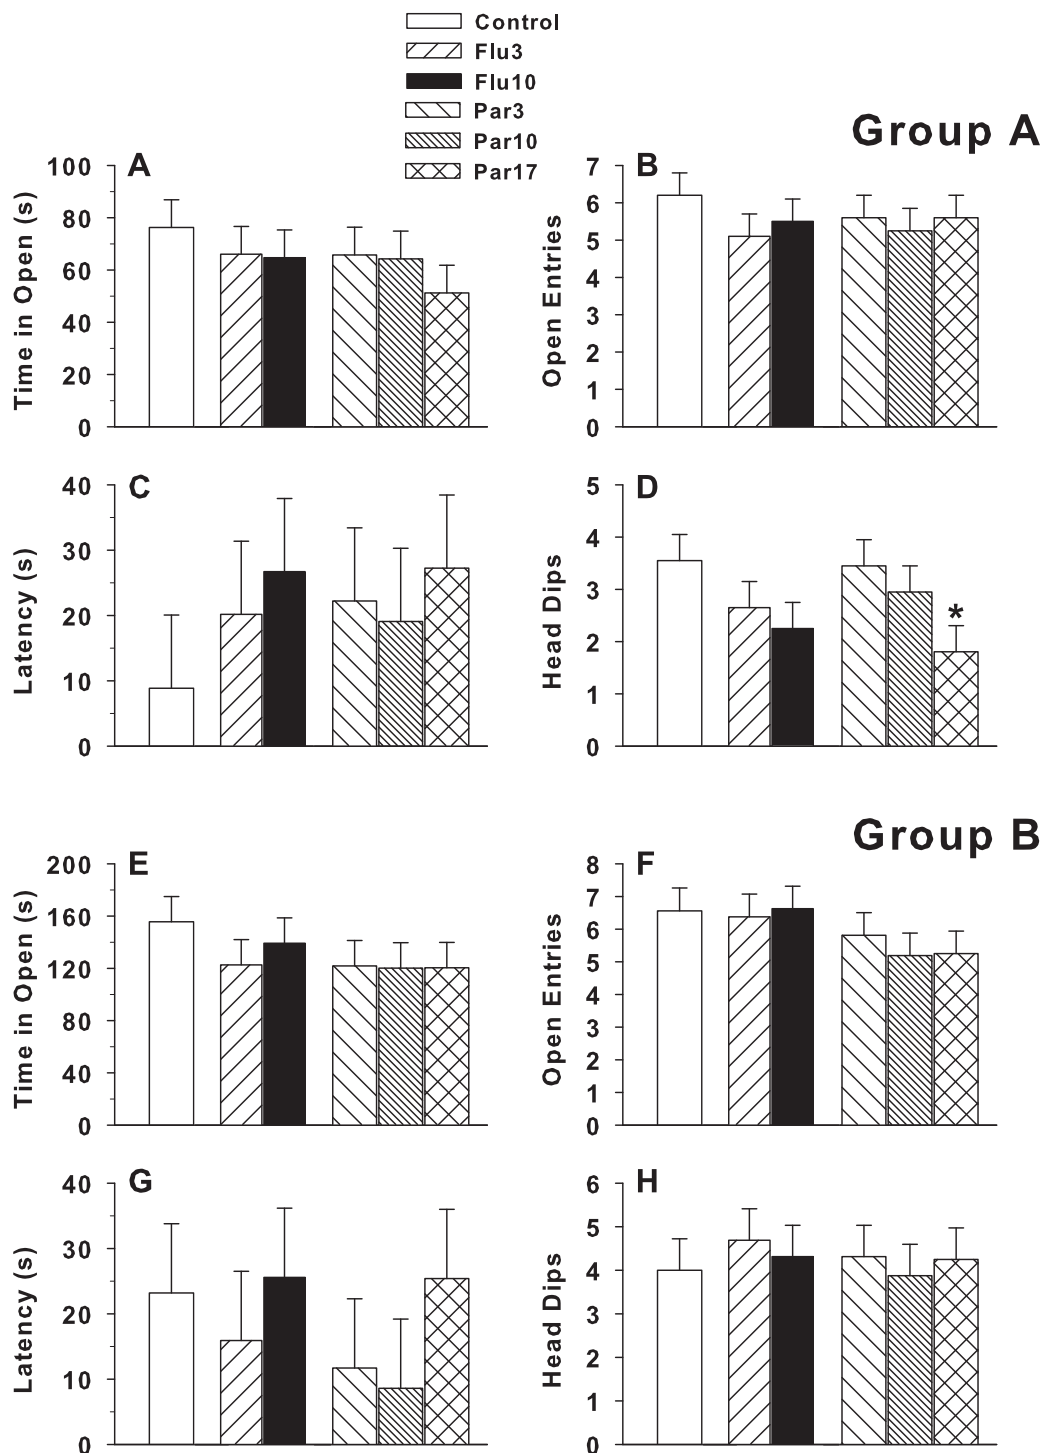 Control
Flu3
Flu10
Par3
Par10
Par17
Group A
A
Time in Open (s)
100
80
60
40
20
0
B
Open Entries
7
6
5
4
3
2
1
0
C
Latency (s)
40
30
20
10
0
D
Head Dips
5
4
3
2
1
0
*
Group B
E
Time in Open (s)
200
160
120
80
40
0
F
Open Entries
8
7
6
5
4
3
2
1
0
G
Latency (s)
40
30
20
10
0
H
Head Dips
6
5
4
3
2
1
0